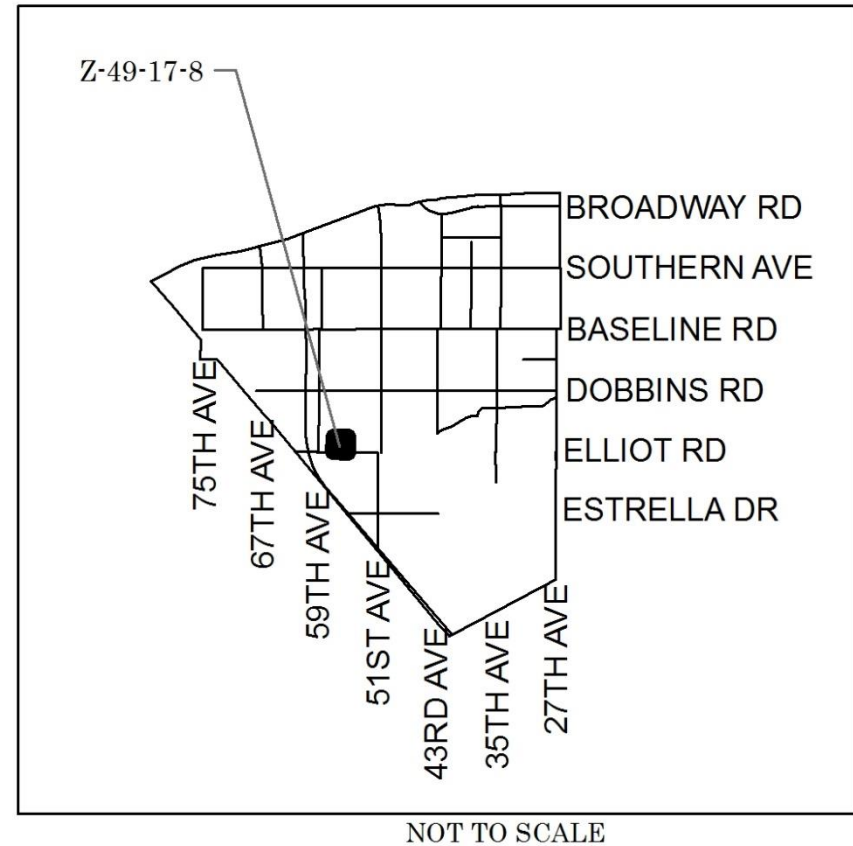 Z-49-17-8
BROADWAY RD
SOUTHERN AVE
BASELINE RD
DOBBINS RD
ELLIOT RD
ESTRELLA DR
75TH AVE
67TH AVE
59TH AVE
51ST AVE
43RD AVE
35TH AVE
27TH AVE
NOT TO SCALE